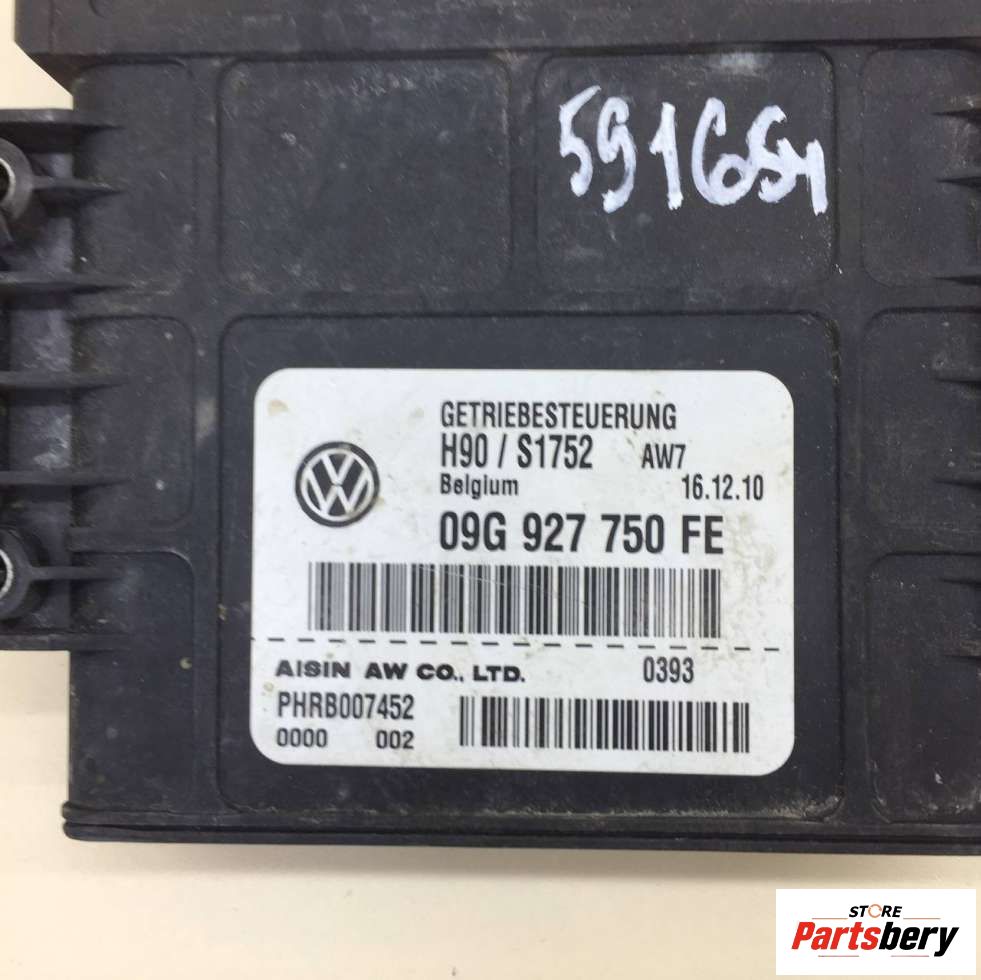 59165H
GETRIEBESTEUERUNG
H90 / S1752 AW7
Belgium 16.12.10
09G 927 750 FE
AISIN AW CO., LTD. 0393
PHRB007452
0000 002
STORE
Partsbery